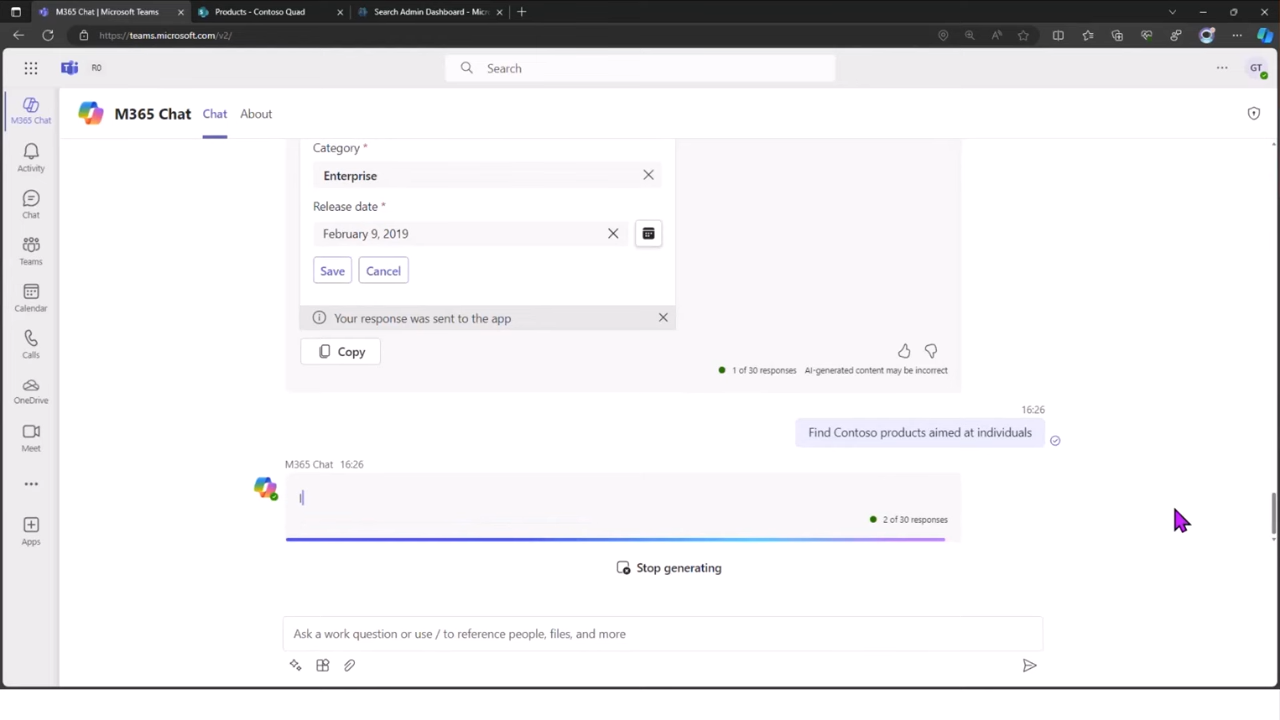 M365 Chat | Microsoft Teams
Products - Contoso Quad
Search Admin Dashboard - Micr
https://teams.microsoft.com/v2/
R0
Search
GT
M365 Chat
Chat
About
M365 Chat
Activity
Chat
Teams
Calendar
Calls
OneDrive
Meet
Apps
Category *
Enterprise
Release date *
February 9, 2019
Save
Cancel
Your response was sent to the app
Copy
1 of 30 responses
AI-generated content may be incorrect
16:26
Find Contoso products aimed at individuals
M365 Chat 16:26
I
2 of 30 responses
Stop generating
Ask a work question or use / to reference people, files, and more